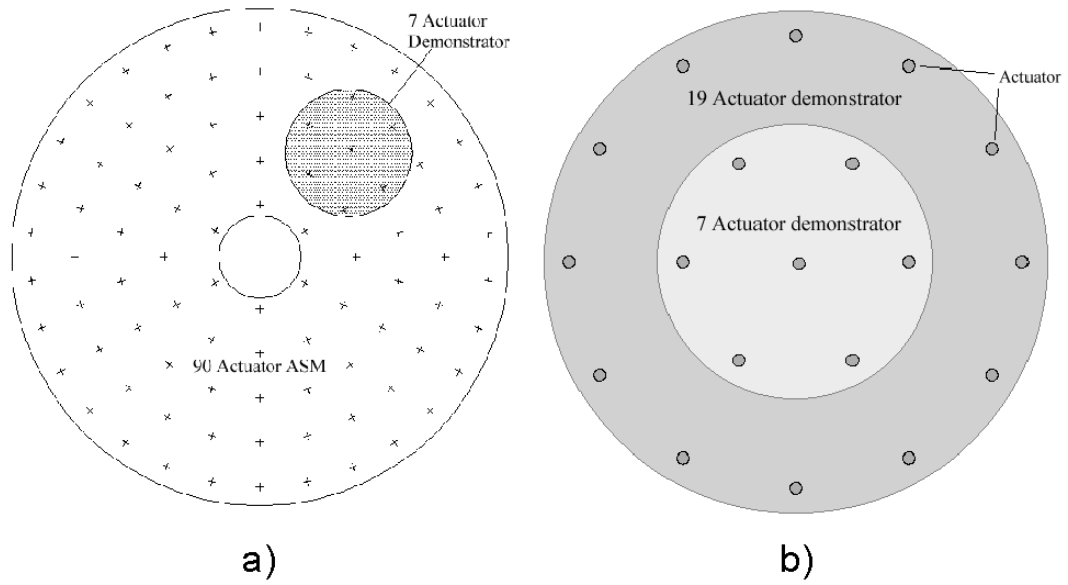 7 Actuator
Demonstrator
90 Actuator ASM
a)
Actuator
19 Actuator demonstrator
7 Actuator demonstrator
b)